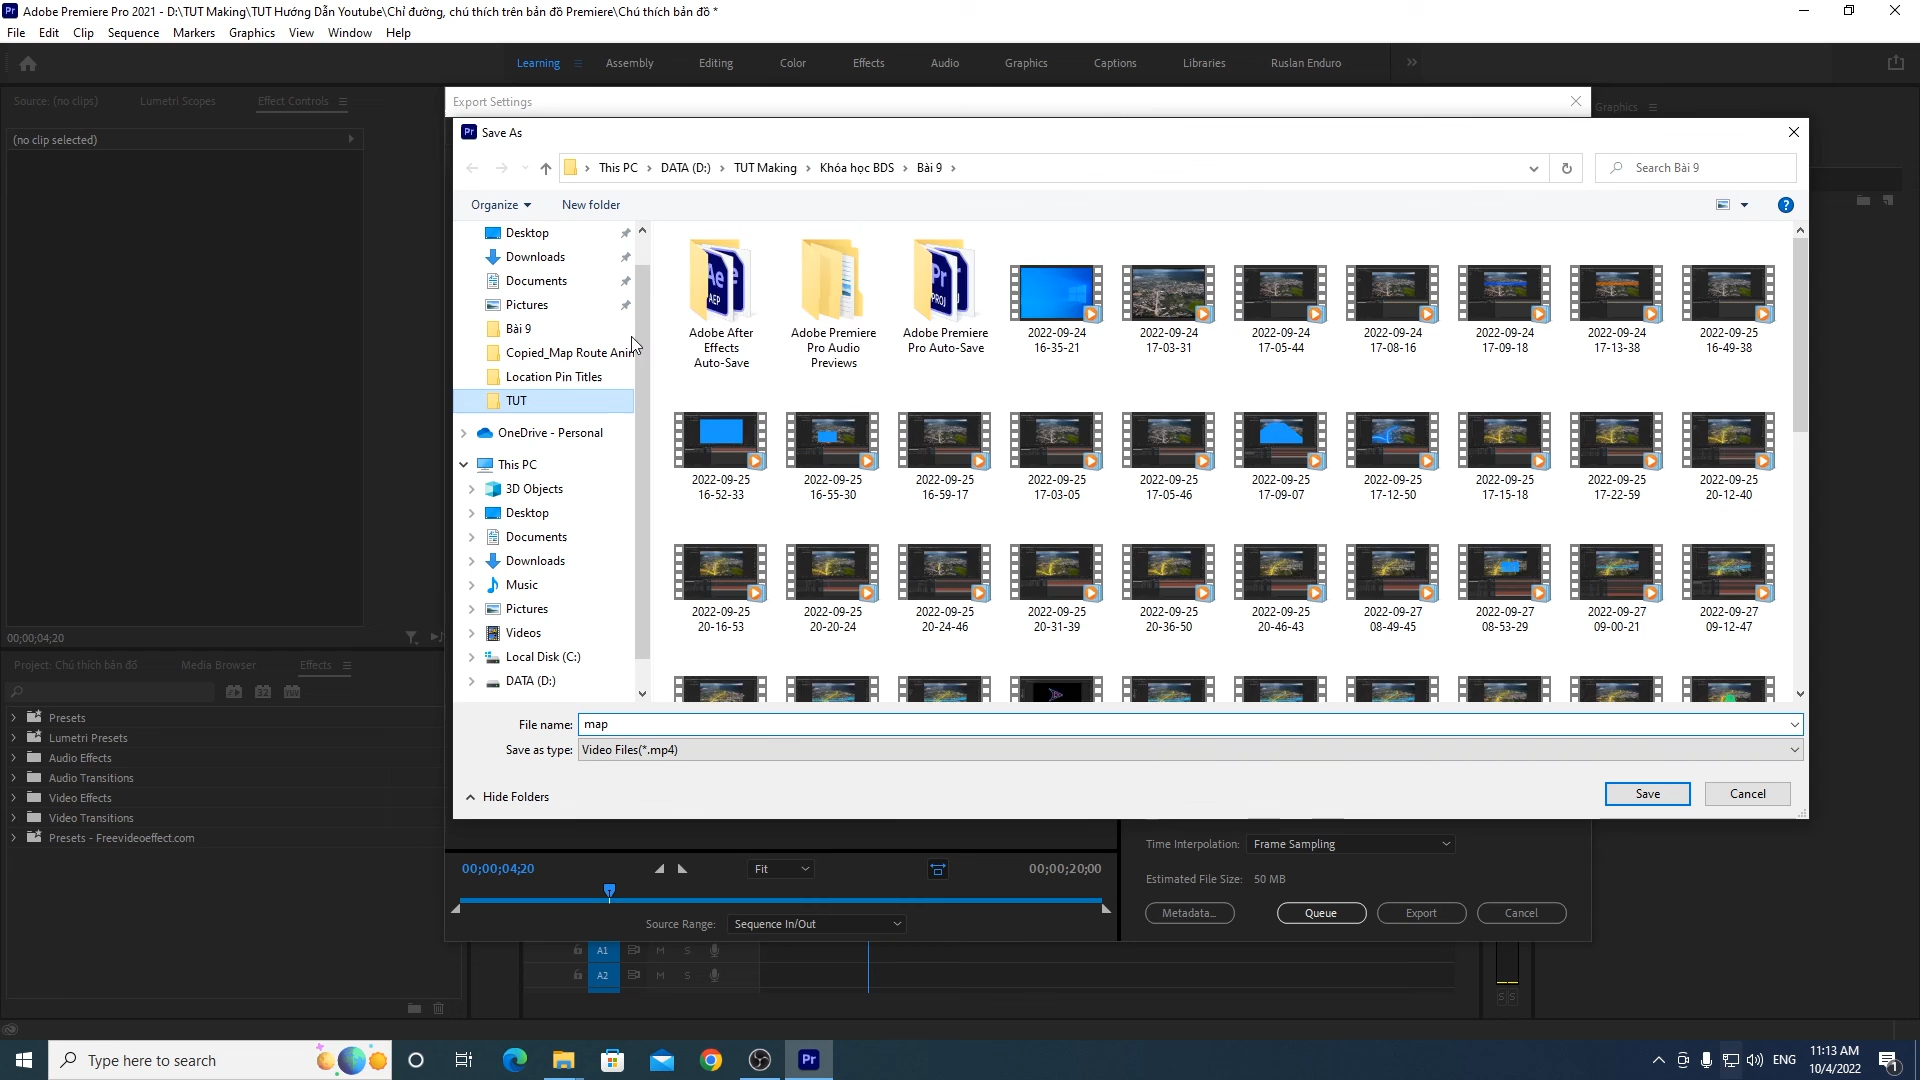 Adobe Premiere Pro 2021 - D:\TUT Making\TUT Hướng Dẫn Youtube\Chỉ đường, chú thích trên bản đồ Premiere\Chú thích bản đồ *
File Edit Clip Sequence Markers Graphics View Window Help
Learning Assembly Editing Color Effects Audio Graphics Captions Libraries Ruslan Enduro
Source: (no clips) Lumetri Scopes Effect Controls
Export Settings
Graphics
(no clip selected)
Save As
This PC › DATA (D:) › TUT Making › Khóa học BDS › Bài 9 ›
Search Bài 9
Organize New folder
Desktop
Downloads
Documents
Pictures
Bài 9
Copied_Map Route Anim
Location Pin Titles
TUT
OneDrive - Personal
This PC
3D Objects
Desktop
Documents
Downloads
Music
Pictures
Videos
Local Disk (C:)
DATA (D:)
Adobe After Effects Auto-Save
Adobe Premiere Pro Audio Previews
Adobe Premiere Pro Auto-Save
2022-09-24 16-35-21
2022-09-24 17-03-31
2022-09-24 17-05-44
2022-09-24 17-08-16
2022-09-24 17-09-18
2022-09-24 17-13-38
2022-09-25 16-49-38
2022-09-25 16-52-33
2022-09-25 16-55-30
2022-09-25 16-59-17
2022-09-25 17-03-05
2022-09-25 17-05-46
2022-09-25 17-09-07
2022-09-25 17-12-50
2022-09-25 17-15-18
2022-09-25 17-22-59
2022-09-25 20-12-40
2022-09-25 20-16-53
2022-09-25 20-20-24
2022-09-25 20-24-46
2022-09-25 20-31-39
2022-09-25 20-36-50
2022-09-25 20-46-43
2022-09-27 08-49-45
2022-09-27 08-53-29
2022-09-27 09-00-21
2022-09-27 09-12-47
File name: map
Save as type: Video Files(*.mp4)
Hide Folders
Save Cancel
00;00;04;20
Project: Chú thích bản đồ Media Browser Effects
Presets
Lumetri Presets
Audio Effects
Audio Transitions
Video Effects
Video Transitions
Presets - Freevideoeffect.com
Time Interpolation: Frame Sampling
00;00;04;20 Fit 00;00;20;00
Estimated File Size: 50 MB
Metadata... Queue Export Cancel
Source Range: Sequence In/Out
A1 M S
A2 M S
S S
Type here to search
ENG
11:13 AM
10/4/2022
1